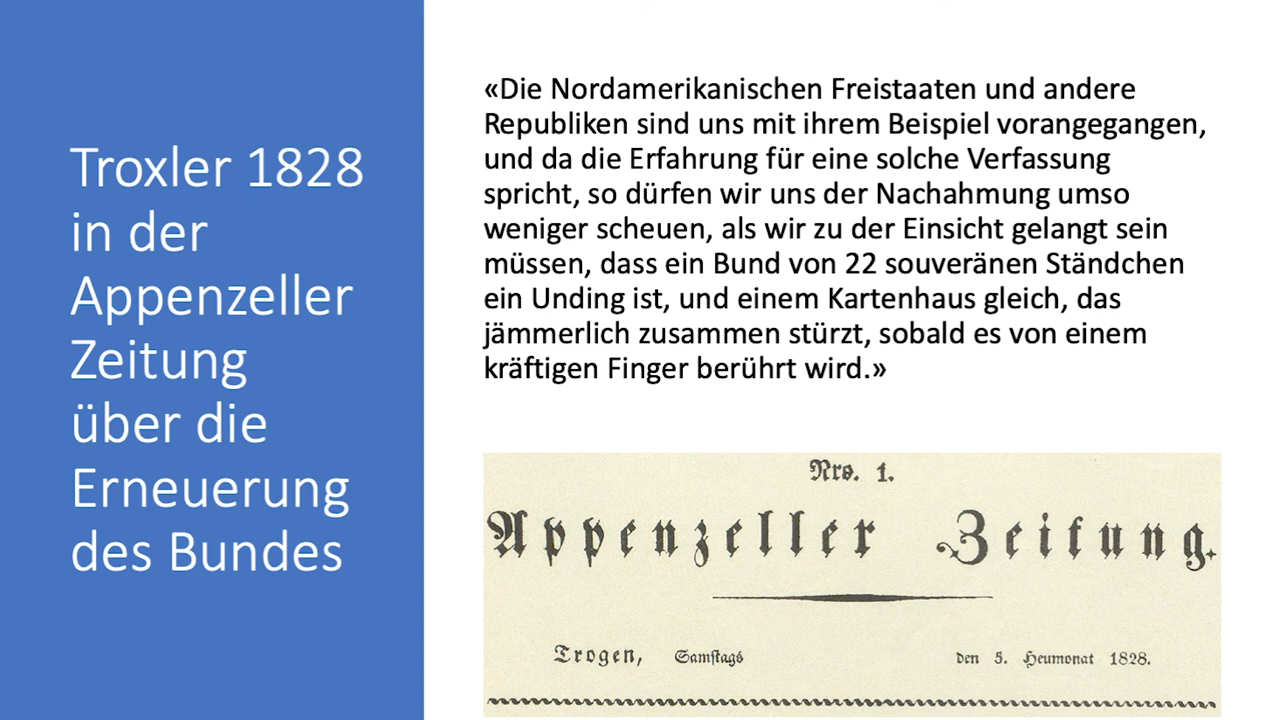 Troxler 1828
in der
Appenzeller
Zeitung
über die
Erneuerung
des Bundes
«Die Nordamerikanischen Freistaaten und andere
Republiken sind uns mit ihrem Beispiel vorangegangen,
und da die Erfahrung für eine solche Verfassung
spricht, so dürfen wir uns der Nachahmung umso
weniger scheuen, als wir zu der Einsicht gelangt sein
müssen, dass ein Bund von 22 souveränen Ständchen
ein Unding ist, und einem Kartenhaus gleich, das
jämmerlich zusammen stürzt, sobald es von einem
kräftigen Finger berührt wird.»
Nro. 1.
Appenzeller Zeitung.
Trogen, Samſtags den 5. Heumonat 1828.